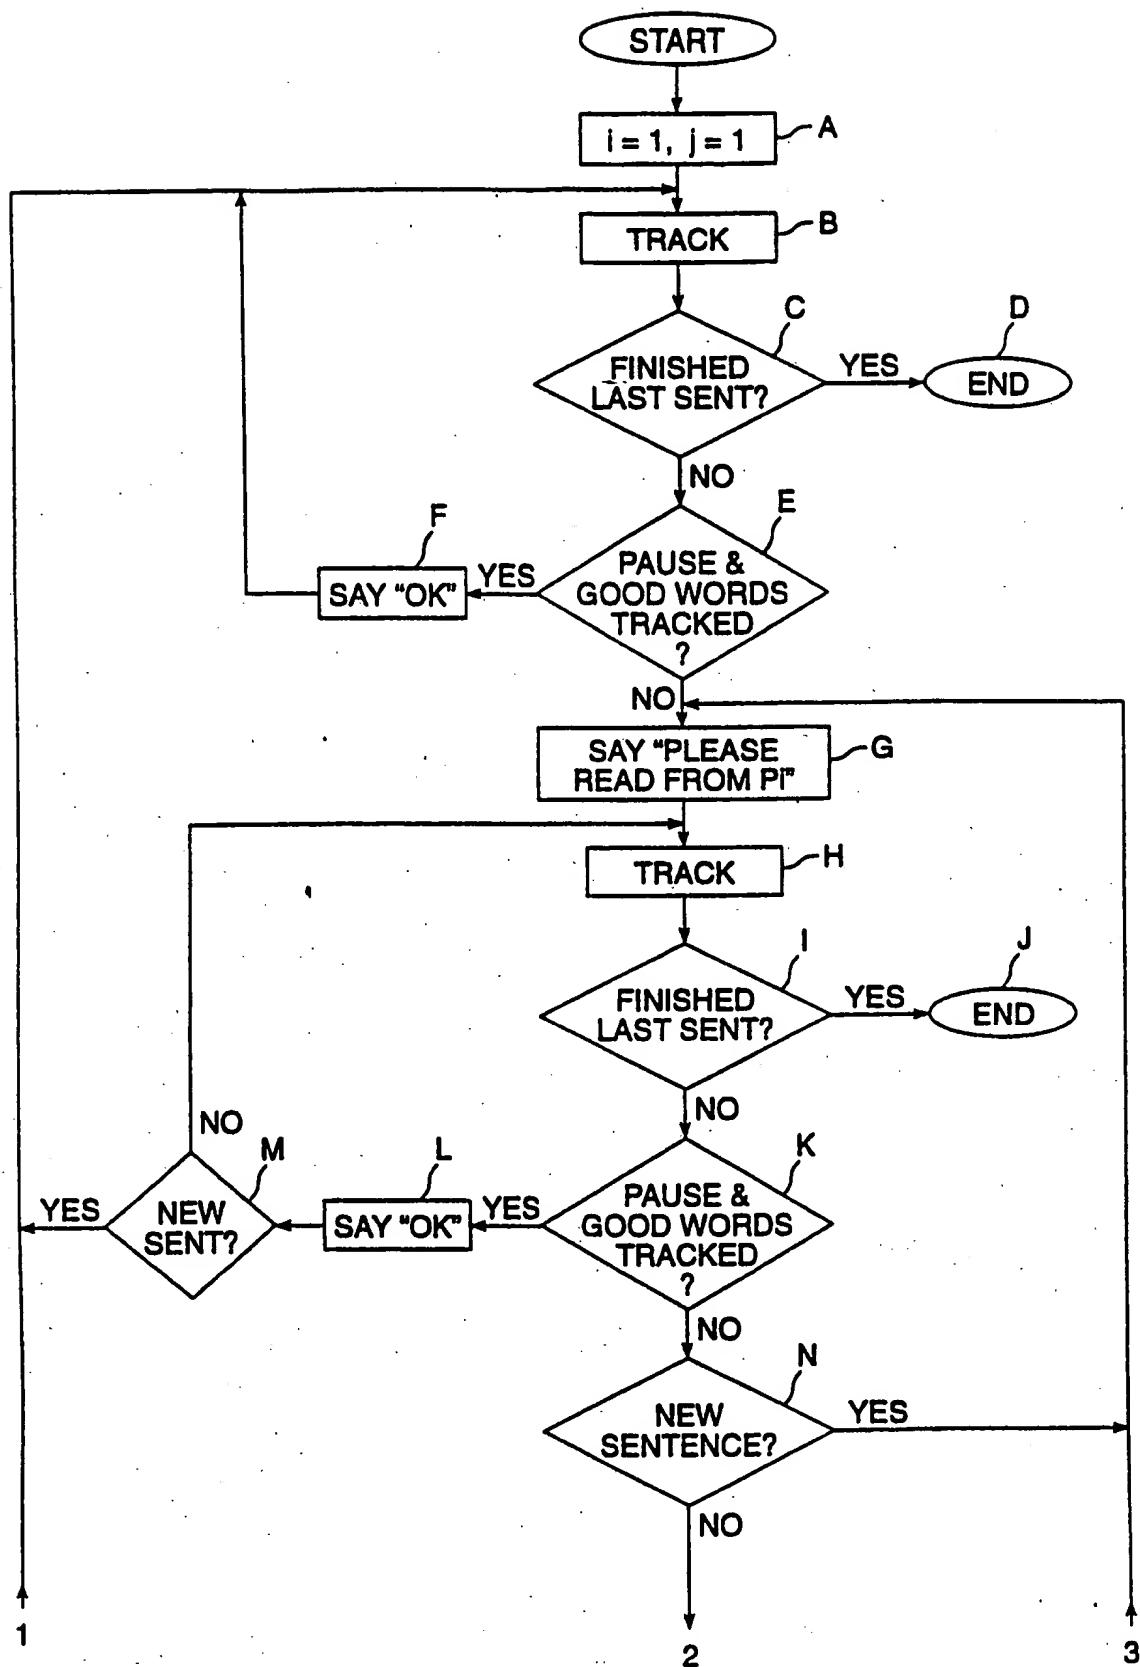 START
i = 1, j = 1
A
TRACK
B
C
D
FINISHED
LAST SENT?
YES
END
NO
F
E
SAY "OK"
YES
PAUSE &
GOOD WORDS
TRACKED
?
NO
SAY "PLEASE
READ FROM Pi"
G
TRACK
H
I
J
FINISHED
LAST SENT?
YES
END
NO
NO
M
L
K
YES
NEW
SENT?
SAY "OK"
YES
PAUSE &
GOOD WORDS
TRACKED
?
NO
N
NEW
SENTENCE?
YES
NO
1
2
3